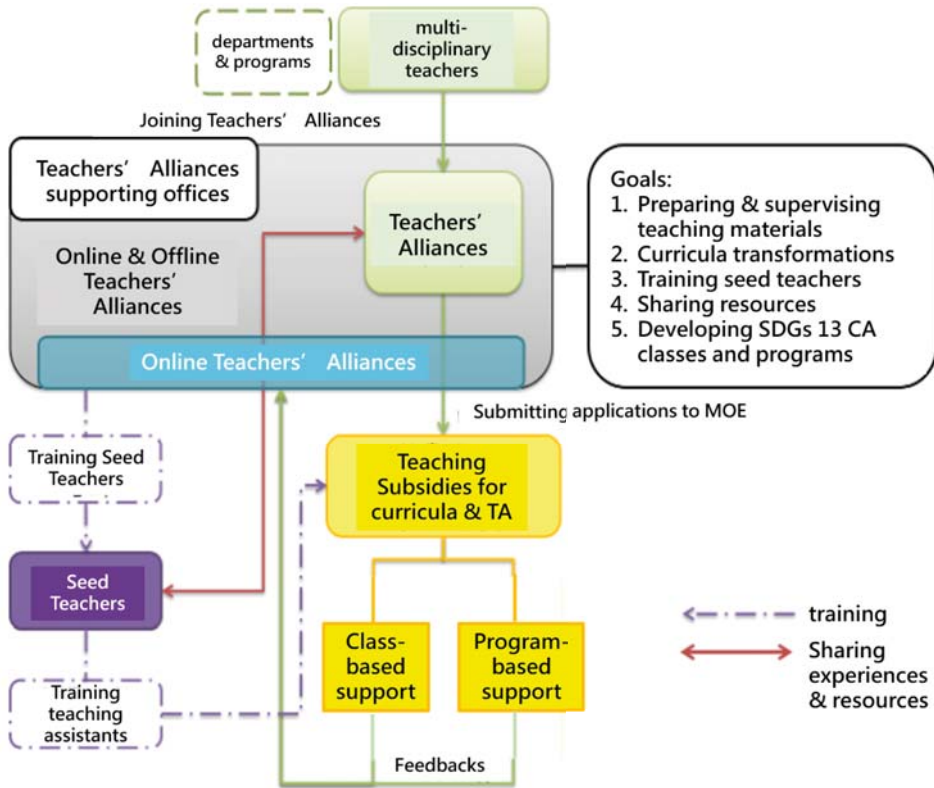 departments
& programs
multi-
disciplinary
teachers
Joining Teachers' Alliances
Teachers' Alliances
supporting offices
Teachers'
Alliances
Online & Offline
Teachers'
Alliances
Online Teachers' Alliances
Goals:
1. Preparing & supervising
teaching materials
2. Curricula transformations
3. Training seed teachers
4. Sharing resources
5. Developing SDGs 13 CA
classes and programs
Submitting applications to MOE
Training Seed
Teachers
Teaching
Subsidies for
curricula & TA
Seed
Teachers
Class-
based
support
Program-
based
support
Training
teaching
assistants
Feedbacks
training
Sharing
experiences
& resources